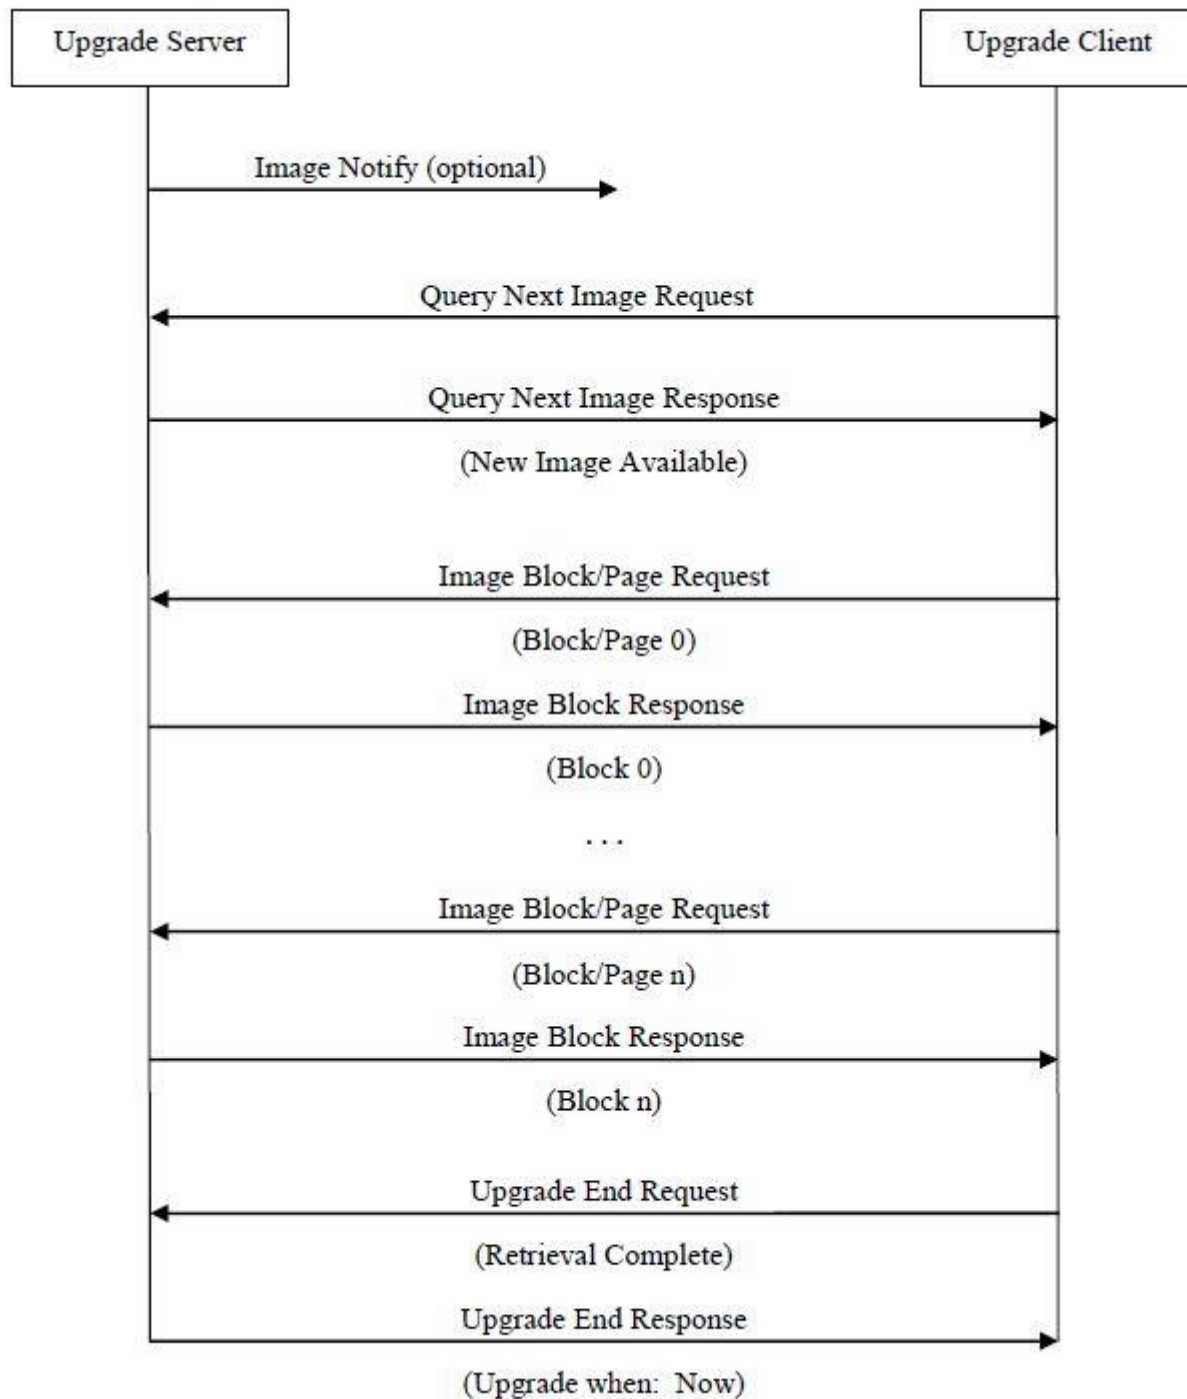 Upgrade Server
Upgrade Client
Image Notify (optional)
Query Next Image Request
Query Next Image Response
(New Image Available)
Image Block/Page Request
(Block/Page 0)
Image Block Response
(Block 0)
. . .
Image Block/Page Request
(Block/Page n)
Image Block Response
(Block n)
Upgrade End Request
(Retrieval Complete)
Upgrade End Response
(Upgrade when: Now)